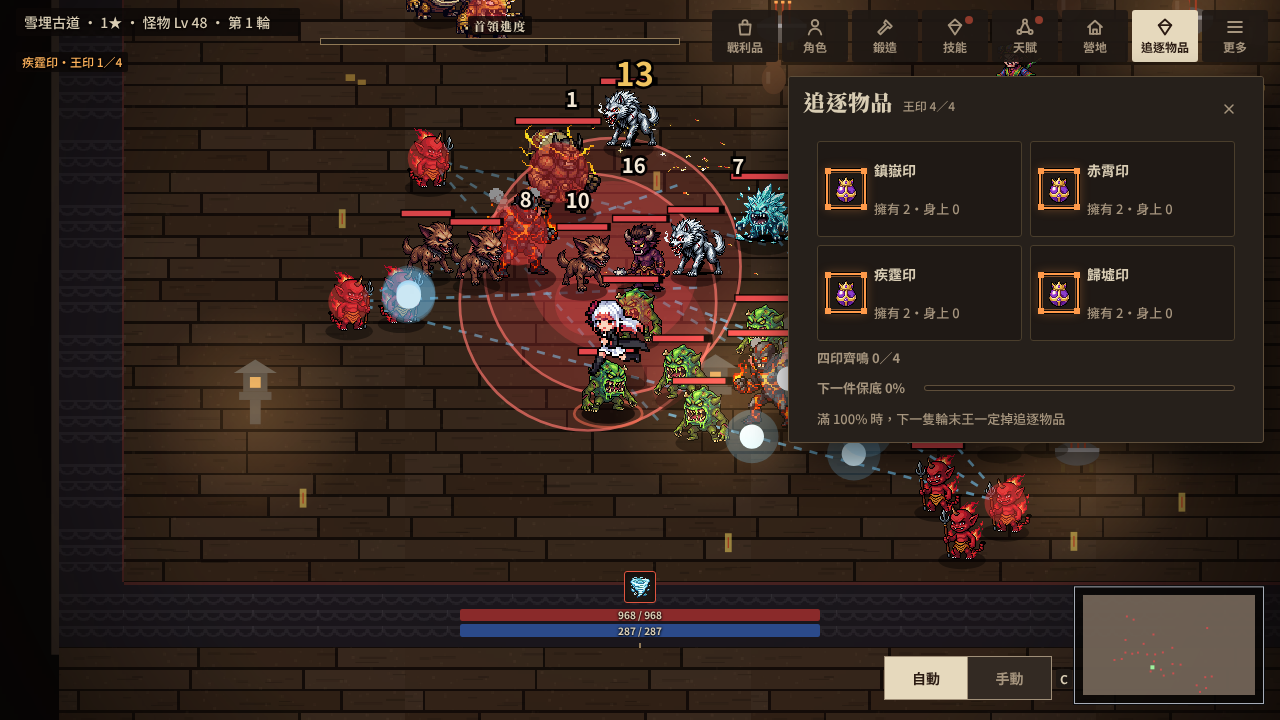 雪埋古道 · 1★ · 怪物 Lv 48 · 第 1 輪
首領進度
疾霆印·王印 1／4
戰利品
角色
鍛造
技能
天賦
營地
追逐物品
更多
追逐物品 王印 4／4
×
鎮嶽印
擁有 2·身上 0
赤霄印
擁有 2·身上 0
疾霆印
擁有 2·身上 0
歸墟印
擁有 2·身上 0
四印齊鳴 0／4
下一件保底 0%
滿 100% 時，下一隻輪末王一定掉追逐物品
13
1
16
7
8
10
968 / 968
287 / 287
自動
手動
C